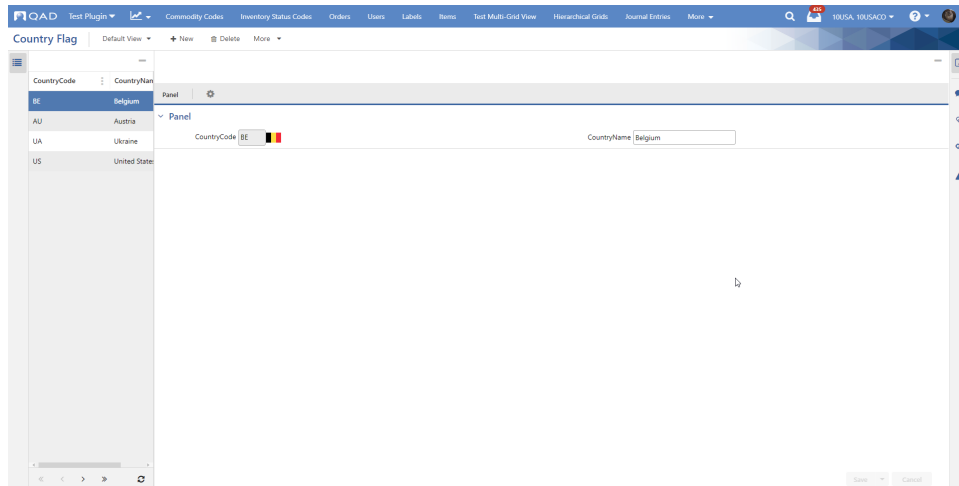 QAD Test Plugin Commodity Codes Inventory Status Codes Orders Users Labels Items Test Multi-Grid View Hierarchical Grids Journal Entries More 435 10USA, 10USACO
Country Flag Default View + New Delete More
CountryCode CountryNan
BE Belgium
AU Austria
UA Ukraine
US United States
Panel
Panel
CountryCode BE CountryName Belgium
Save Cancel